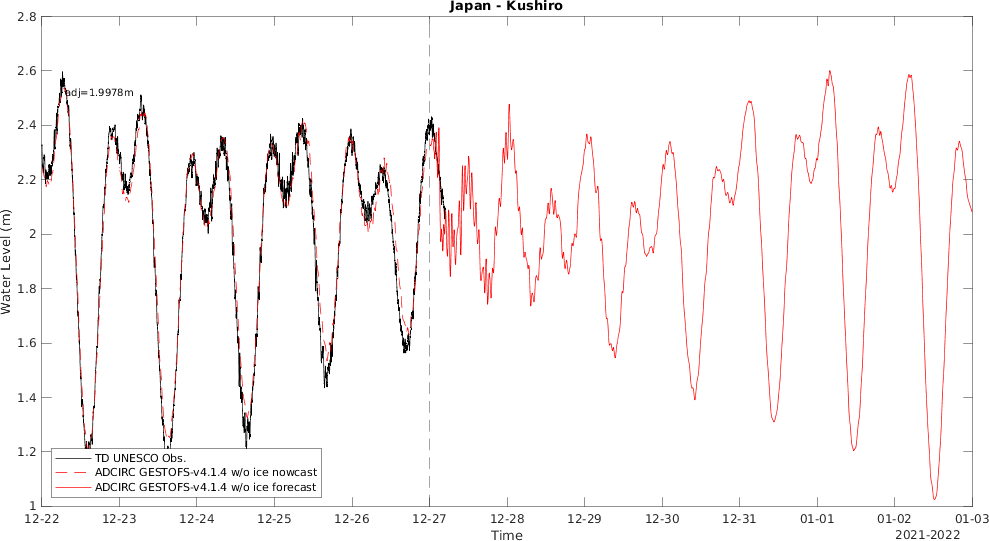 Japan - Kushiro
2.8
2.6
2.4
2.2
2
1.8
1.6
1.4
1.2
1
Water Level (m)
adj=1.9978m
TD UNESCO Obs.
ADCIRC GESTOFS-v4.1.4 w/o ice nowcast
ADCIRC GESTOFS-v4.1.4 w/o ice forecast
12-22 12-23 12-24 12-25 12-26 12-27 12-28 12-29 12-30 12-31 01-01 01-02 01-03
Time
2021-2022